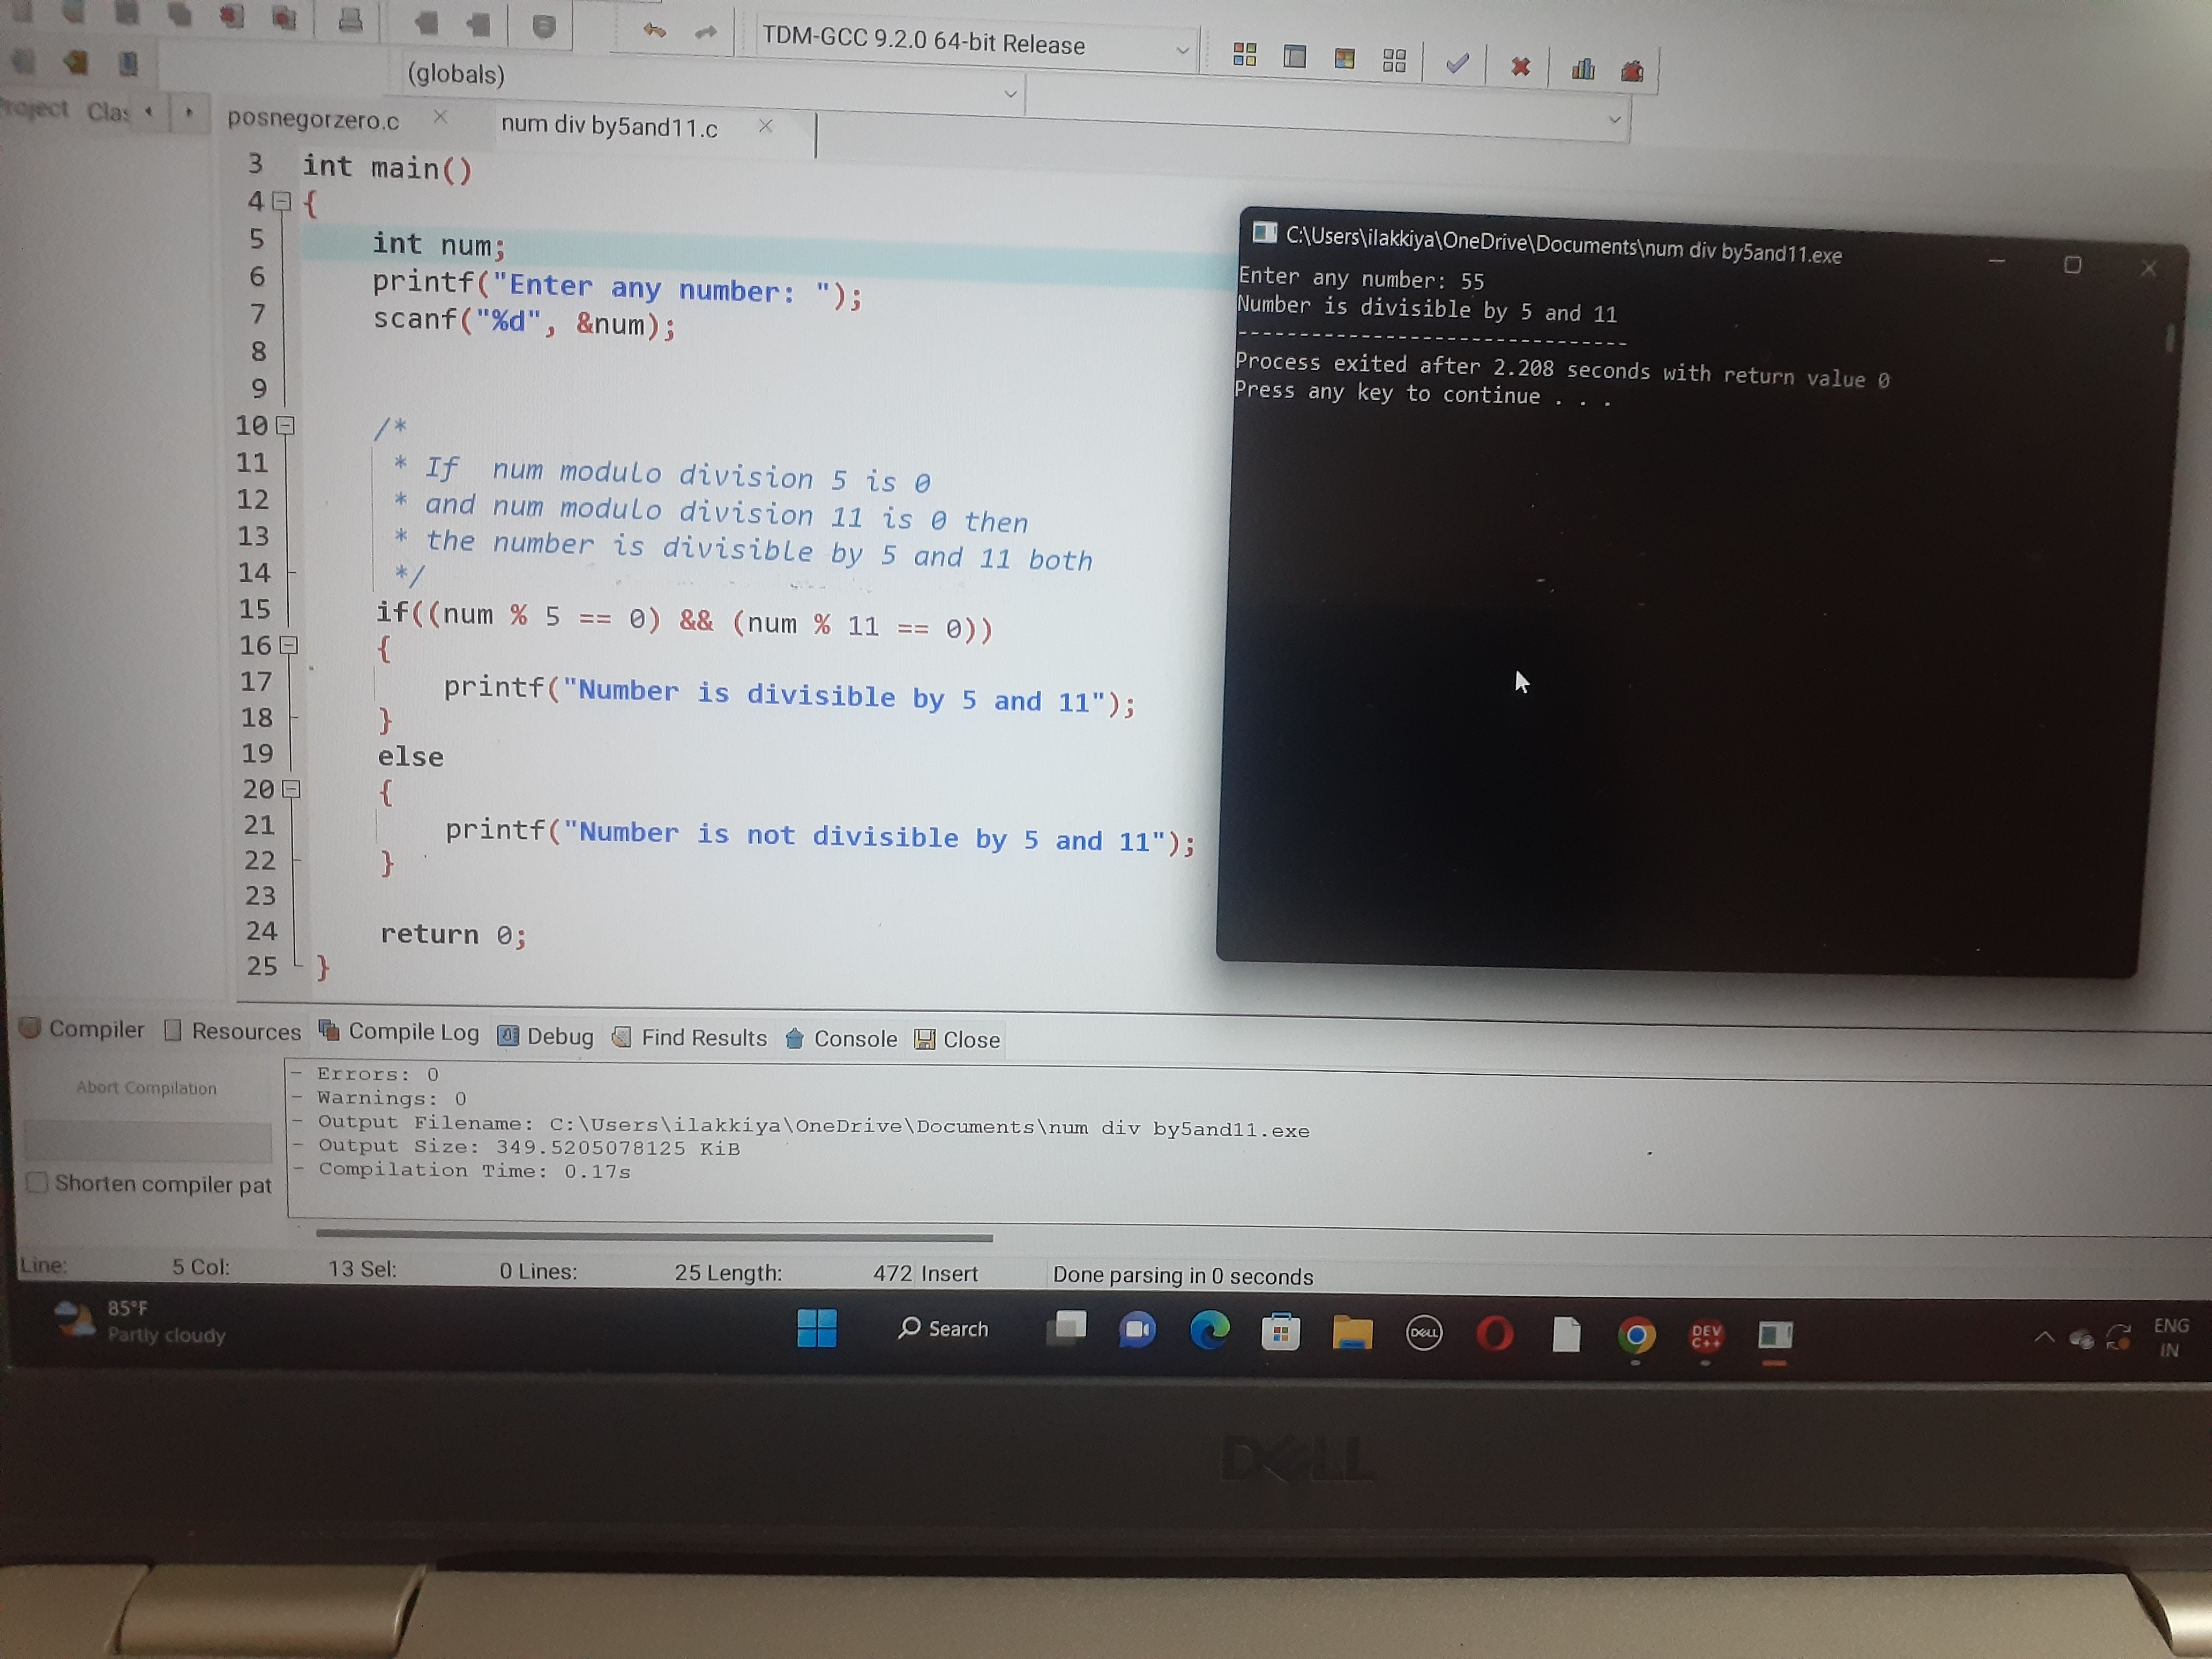 TDM-GCC 9.2.0 64-bit Release
(globals)
Project Clas
posnegorzero.c
num div by5and11.c
3 int main()
4 {
5 int num;
6 printf("Enter any number: ");
7 scanf("%d", &num);
8
9
10 /*
11 * If  num modulo division 5 is 0
12 * and num modulo division 11 is 0 then
13 * the number is divisible by 5 and 11 both
14 */
15 if((num % 5 == 0) && (num % 11 == 0))
16 {
17 printf("Number is divisible by 5 and 11");
18 }
19 else
20 {
21 printf("Number is not divisible by 5 and 11");
22 }
23
24 return 0;
25 }
C:\Users\ilakkiya\OneDrive\Documents\num div by5and11.exe
Enter any number: 55
Number is divisible by 5 and 11
--------------------------------
Process exited after 2.208 seconds with return value 0
Press any key to continue . . .
Compiler Resources Compile Log Debug Find Results Console Close
Abort Compilation
Shorten compiler pat
- Errors: 0
- Warnings: 0
- Output Filename: C:\Users\ilakkiya\OneDrive\Documents\num div by5and11.exe
- Output Size: 349.5205078125 KiB
- Compilation Time: 0.17s
Line: 5 Col: 13 Sel: 0 Lines: 25 Length: 472 Insert Done parsing in 0 seconds
85°F
Partly cloudy
Search
DELL
DEV
C++
ENG
IN
DELL